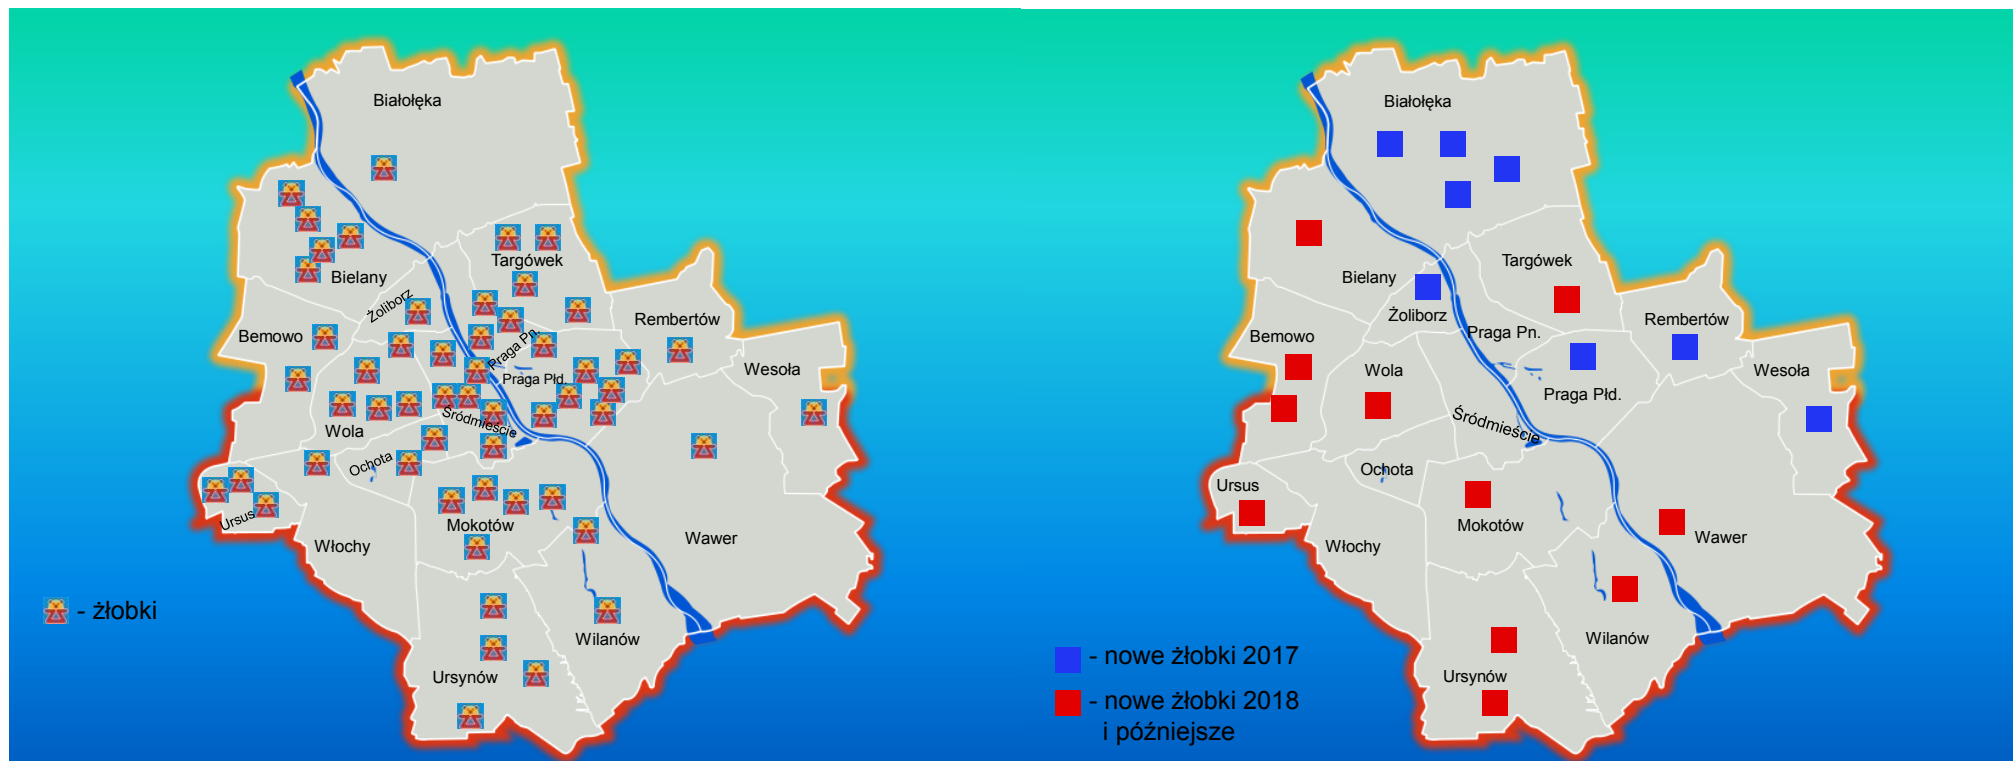 Białołęka
Bielany
Targówek
Żoliborz
Rembertów
Bemowo
Praga Pn.
Wesoła
Praga Płd.
Śródmieście
Wola
Ochota
Ursus
Mokotów
Wawer
Włochy
- żłobki
Wilanów
Ursynów
Białołęka
Targówek
Bielany
Żoliborz
Rembertów
Praga Pn.
Bemowo
Wola
Wesoła
Praga Płd.
Śródmieście
Ochota
Ursus
Mokotów
Wawer
Włochy
Wilanów
Ursynów
- nowe żłobki 2017
- nowe żłobki 2018
i późniejsze